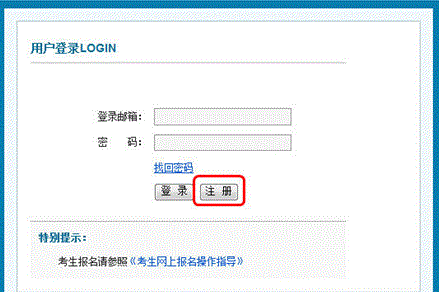 用户登录LOGIN
登录邮箱：
密 码：
找回密码
登 录 注 册
特别提示：
考生报名请参照《考生网上报名操作指导》